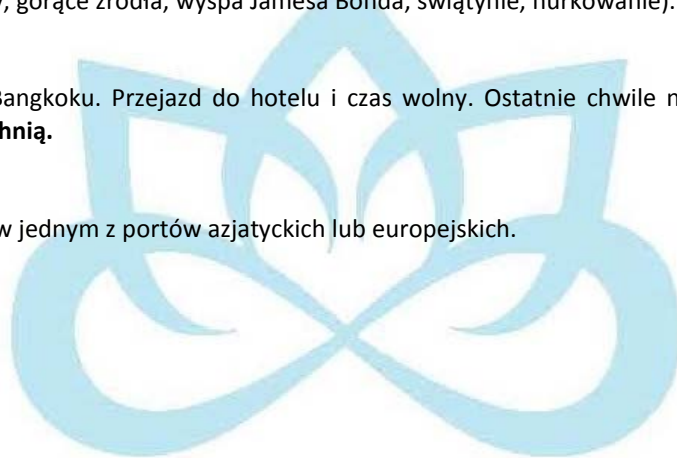 , gorące źródła, wyspa Jamesa Bonda, świątynie, nurkowanie).
Bangkoku. Przejazd do hotelu i czas wolny. Ostatnie chwile n
hnią.
w jednym z portów azjatyckich lub europejskich.